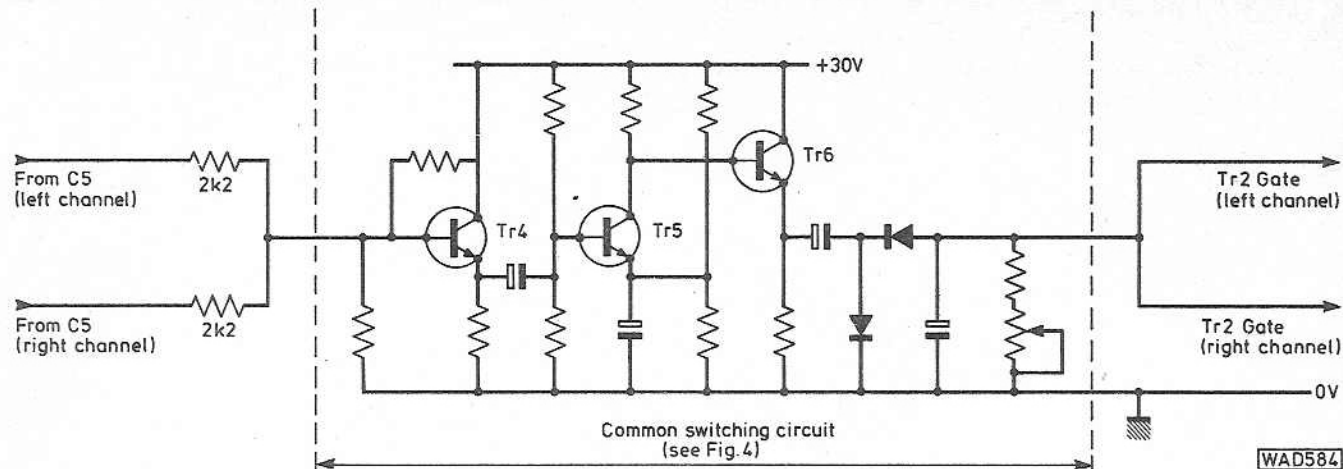 +30V
From C5
(left channel)
2k2
Tr4
Tr5
Tr6
Tr2 Gate
(left channel)
From C5
(right channel)
2k2
Tr2 Gate
(right channel)
0V
Common switching circuit
(see Fig.4)
WAD584